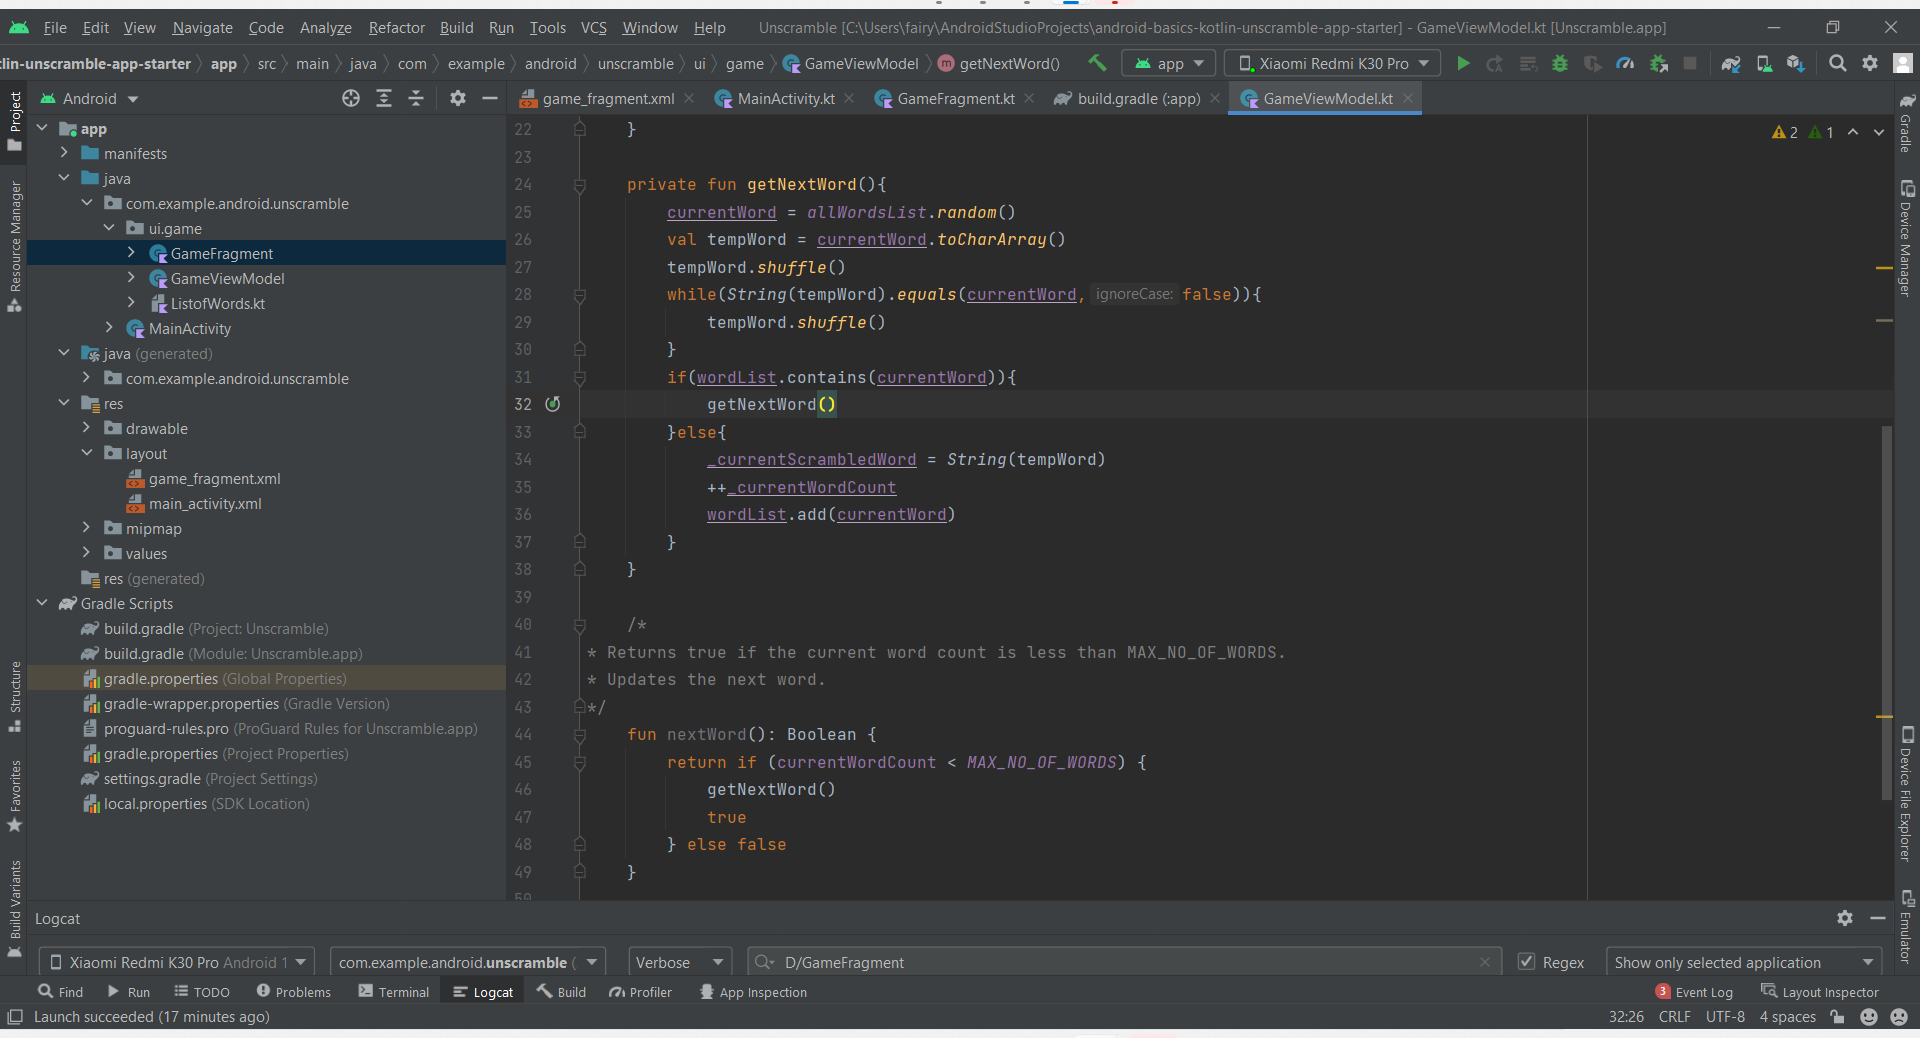 File Edit View Navigate Code Analyze Refactor Build Run Tools VCS Window Help Unscramble [C:\Users\fairy\AndroidStudioProjects\android-basics-kotlin-unscramble-app-starter] - GameViewModel.kt [Unscramble.app]
tlin-unscramble-app-starter app src main java com example android unscramble ui game GameViewModel getNextWord() app Xiaomi Redmi K30 Pro
Android game_fragment.xml MainActivity.kt GameFragment.kt build.gradle (:app) GameViewModel.kt
Project
Resource Manager
Structure
Favorites
Build Variants
app
manifests
java
com.example.android.unscramble
ui.game
GameFragment
GameViewModel
ListofWords.kt
MainActivity
java (generated)
com.example.android.unscramble
res
drawable
layout
game_fragment.xml
main_activity.xml
mipmap
values
res (generated)
Gradle Scripts
build.gradle (Project: Unscramble)
build.gradle (Module: Unscramble.app)
gradle.properties (Global Properties)
gradle-wrapper.properties (Gradle Version)
proguard-rules.pro (ProGuard Rules for Unscramble.app)
gradle.properties (Project Properties)
settings.gradle (Project Settings)
local.properties (SDK Location)
2 1
22 }
23
24 private fun getNextWord(){
25 currentWord = allWordsList.random()
26 val tempWord = currentWord.toCharArray()
27 tempWord.shuffle()
28 while(String(tempWord).equals(currentWord, ignoreCase: false)){
29 tempWord.shuffle()
30 }
31 if(wordList.contains(currentWord)){
32 getNextWord()
33 }else{
34 _currentScrambledWord = String(tempWord)
35 ++_currentWordCount
36 wordList.add(currentWord)
37 }
38 }
39
40 /*
41 * Returns true if the current word count is less than MAX_NO_OF_WORDS.
42 * Updates the next word.
43 */
44 fun nextWord(): Boolean {
45 return if (currentWordCount < MAX_NO_OF_WORDS) {
46 getNextWord()
47 true
48 } else false
49 }
50
Gradle
Device Manager
Device File Explorer
Emulator
Logcat
Xiaomi Redmi K30 Pro Android 1 com.example.android.unscramble ( Verbose D/GameFragment Regex Show only selected application
Find Run TODO Problems Terminal Logcat Build Profiler App Inspection 3 Event Log Layout Inspector
Launch succeeded (17 minutes ago) 32:26 CRLF UTF-8 4 spaces